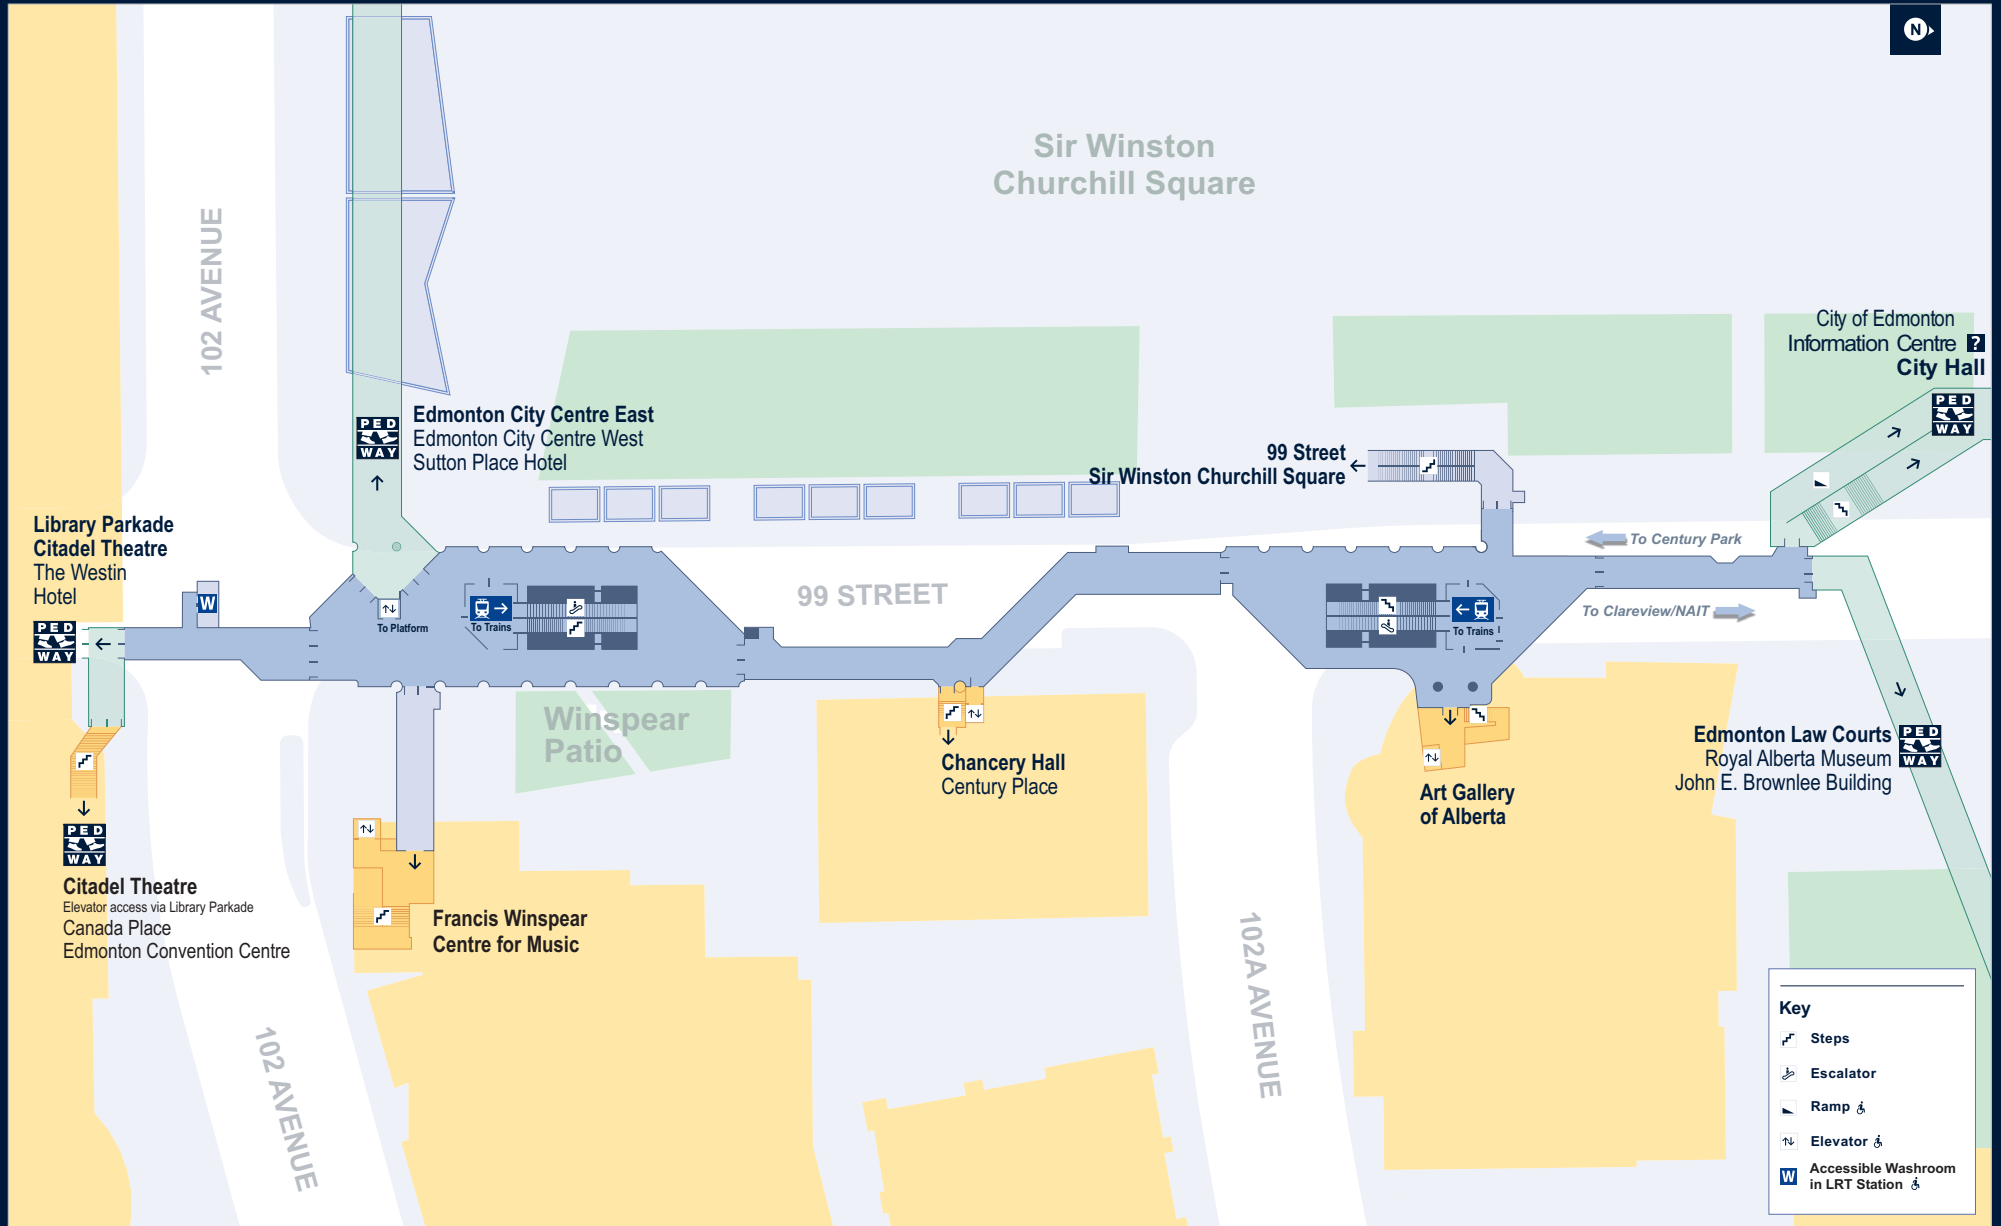 N
Sir Winston
Churchill Square
102 AVENUE
City of Edmonton
Information Centre ?
City Hall
PED
WAY
Edmonton City Centre East
Edmonton City Centre West
Sutton Place Hotel
PED
WAY
99 Street
Sir Winston Churchill Square
Library Parkade
Citadel Theatre
The Westin
Hotel
PED
WAY
W
To Platform
To Trains
99 STREET
To Trains
To Century Park
To Clareview/NAIT
Winspear
Patio
Chancery Hall
Century Place
Art Gallery
of Alberta
Edmonton Law Courts
Royal Alberta Museum
John E. Brownlee Building
PED
WAY
PED
WAY
Citadel Theatre
Elevator access via Library Parkade
Canada Place
Edmonton Convention Centre
Francis Winspear
Centre for Music
102 AVENUE
102A AVENUE
Key
Steps
Escalator
Ramp
Elevator
W Accessible Washroom
in LRT Station